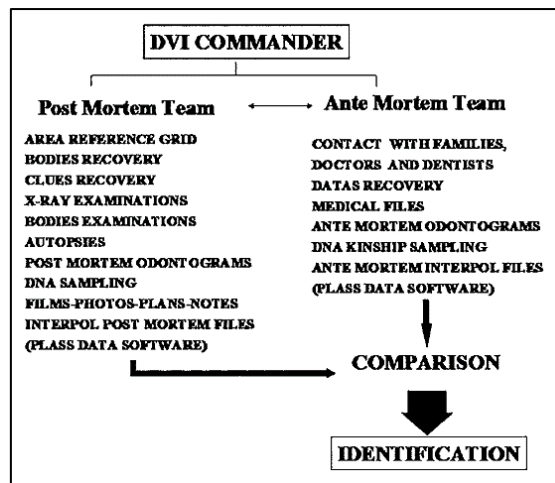 DVI COMMANDER
Post Mortem Team
AREA REFERENCE GRID
BODIES RECOVERY
CLUES RECOVERY
X-RAY EXAMINATIONS
BODIES EXAMINATIONS
AUTOPSIES
POST MORTEM ODONTOGRAMS
DNA SAMPLING
FILMS-PHOTOS-PLANS-NOTES
INTERPOL POST MORTEM FILES
(PLASS DATA SOFTWARE)
Ante Mortem Team
CONTACT WITH FAMILIES,
DOCTORS AND DENTISTS
DATAS RECOVERY
MEDICAL FILES
ANTE MORTEM ODONTOGRAMS
DNA KINSHIP SAMPLING
ANTE MORTEM INTERPOL FILES
(PLASS DATA SOFTWARE)
COMPARISON
IDENTIFICATION